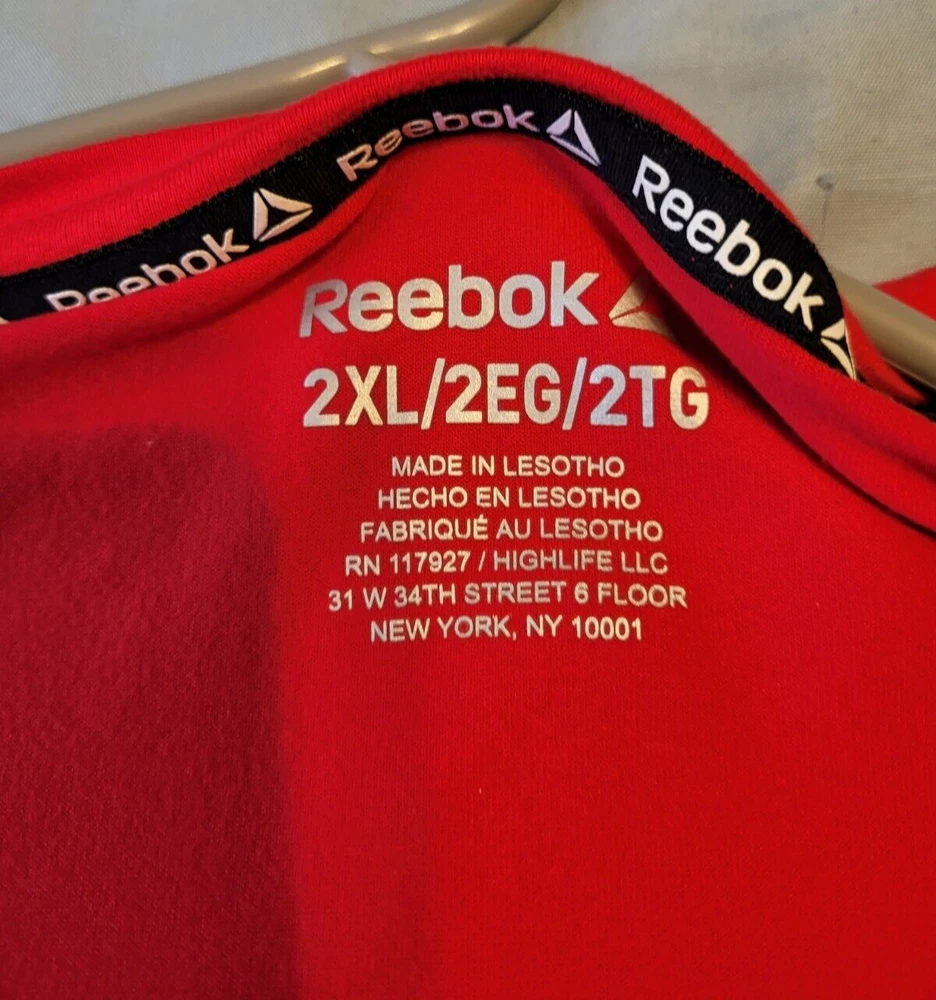 Reebok
Reebok
Reebok
Reebok
2XL/2EG/2TG
MADE IN LESOTHO
HECHO EN LESOTHO
FABRIQUÉ AU LESOTHO
RN 117927 / HIGHLIFE LLC
31 W 34TH STREET 6 FLOOR
NEW YORK, NY 10001